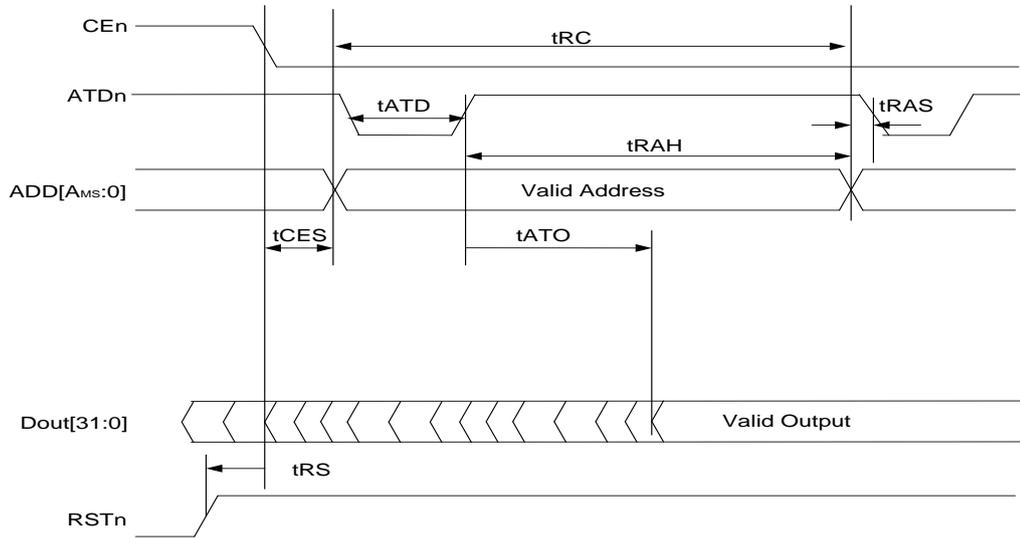 CEn
tRC
ATDn
tATD
tRAS
tRAH
ADD[AMS:0]
Valid Address
tCES
tATO
Dout[31:0]
Valid Output
tRS
RSTn